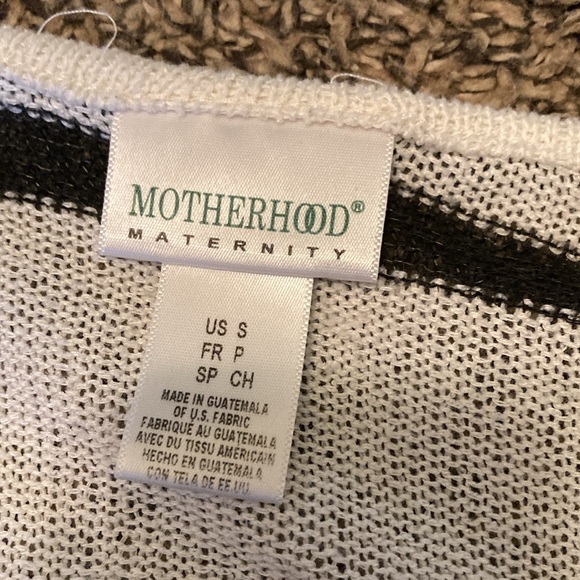 MOTHERHOOD®
MATERNITY
US S
FR P
SP CH
MADE IN GUATEMALA
OF U.S. FABRIC
FABRIQUÉ AU GUATEMALA
AVEC DU TISSU AMERICAIN
HECHO EN GUATEMALA
CON TELA DE EE.UU